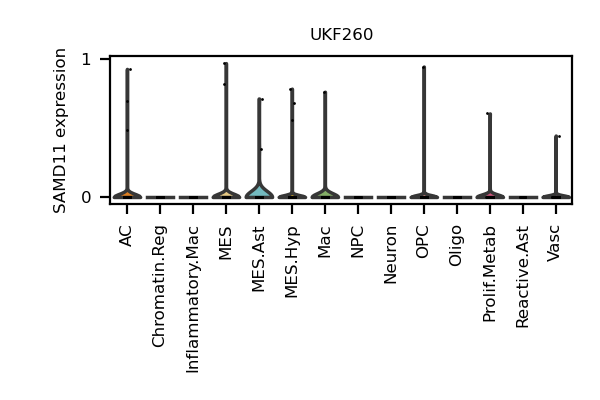 UKF260
SAMD11 expression
1
0
AC
Chromatin.Reg
Inflammatory.Mac
MES
MES.Ast
MES.Hyp
Mac
NPC
Neuron
OPC
Oligo
Prolif.Metab
Reactive.Ast
Vasc